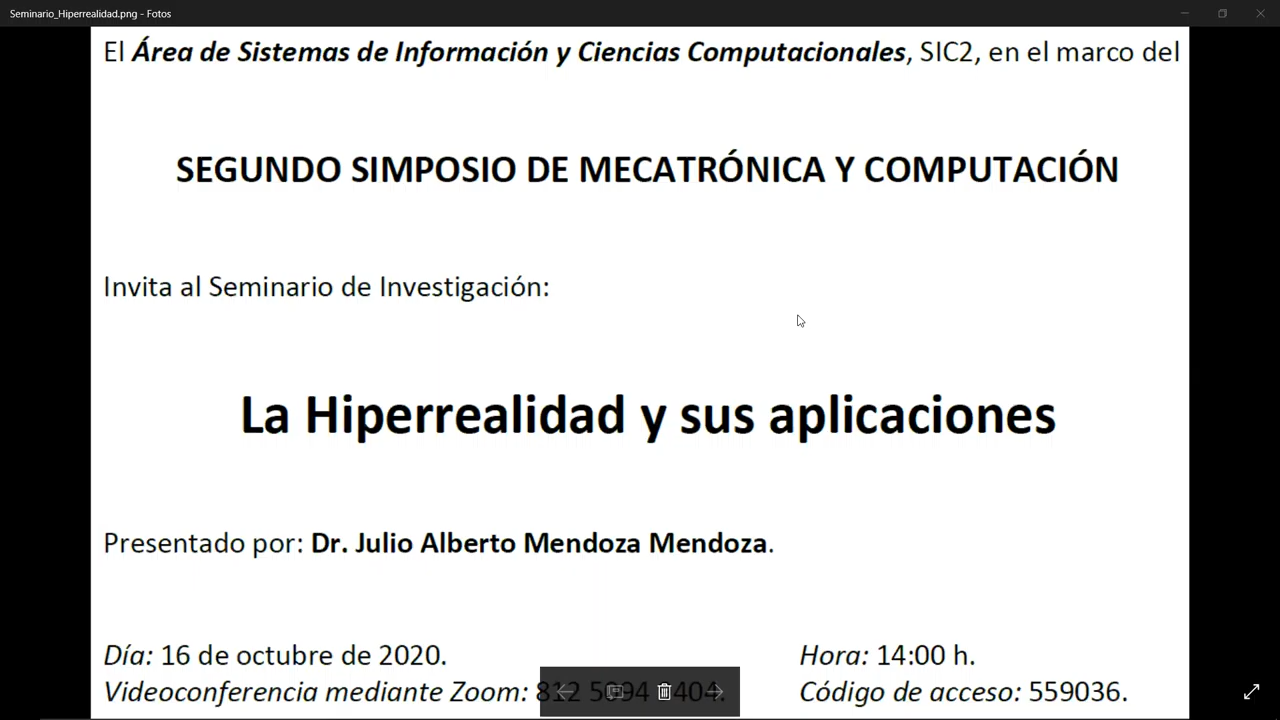 Seminario_Hiperrealidad.png - Fotos
El Área de Sistemas de Información y Ciencias Computacionales, SIC2, en el marco del
SEGUNDO SIMPOSIO DE MECATRÓNICA Y COMPUTACIÓN
Invita al Seminario de Investigación:
La Hiperrealidad y sus aplicaciones
Presentado por: Dr. Julio Alberto Mendoza Mendoza.
Día: 16 de octubre de 2020.
Hora: 14:00 h.
Videoconferencia mediante Zoom: 812
Código de acceso: 559036.